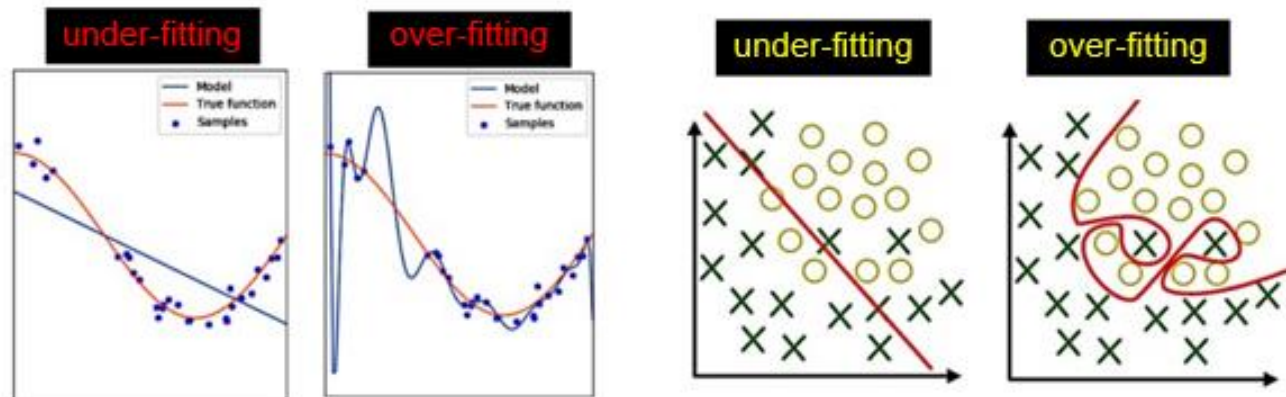 under-fitting
over-fitting
under-fitting
over-fitting
Model
True function
Samples
Model
True function
Samples